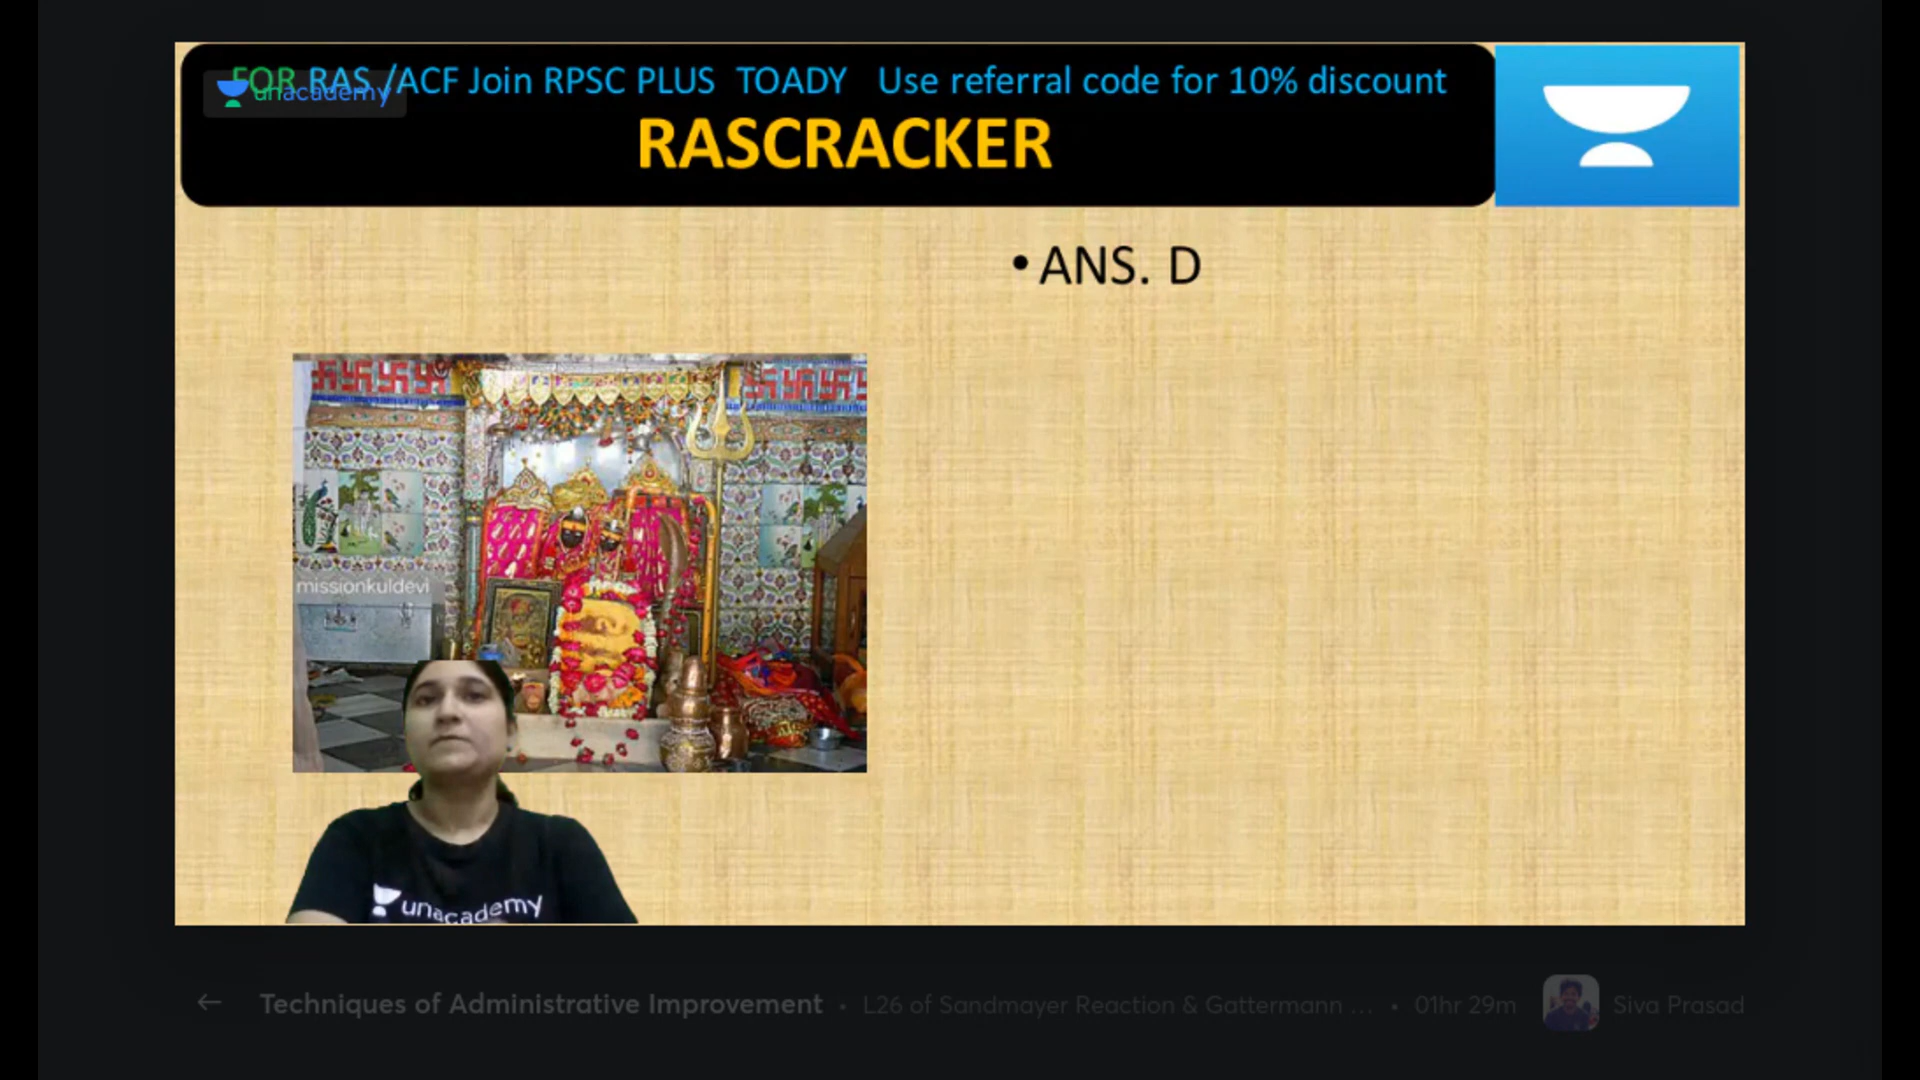 FOR RAS /ACF Join RPSC PLUS TOADY Use referral code for 10% discount
unacademy
RASCRACKER
• ANS. D
missionkuldevi
unacademy
← Techniques of Administrative Improvement • L26 of Sandmayer Reaction & Gattermann ... • 01hr 29m Siva Prasad